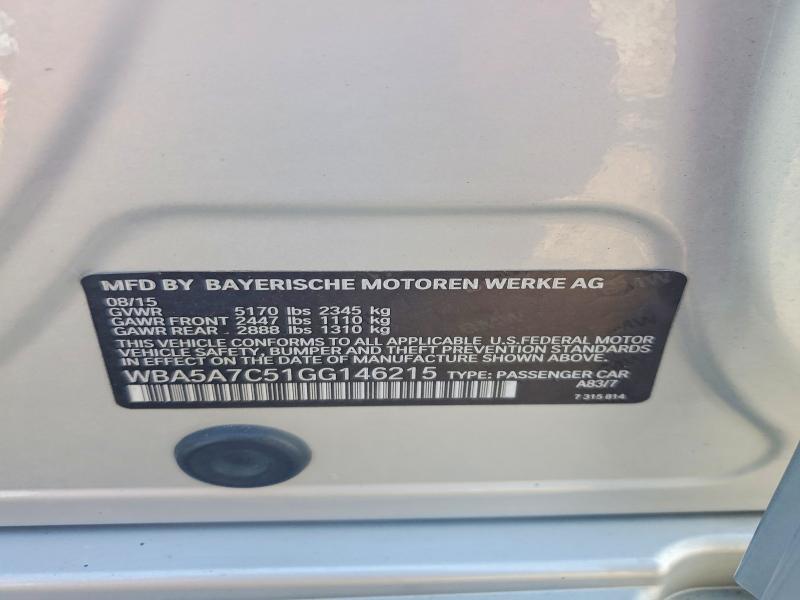 MFD BY BAYERISCHE MOTOREN WERKE AG
08/15
GVWR 5170 lbs 2345 kg
GAWR FRONT 2447 lbs 1110 kg
GAWR REAR 2888 lbs 1310 kg
THIS VEHICLE CONFORMS TO ALL APPLICABLE U.S.FEDERAL MOTOR
VEHICLE SAFETY, BUMPER AND THEFT PREVENTION STANDARDS
IN EFFECT ON THE DATE OF MANUFACTURE SHOWN ABOVE.
WBA5A7C51GG146215 TYPE: PASSENGER CAR
A83/7
7 315 814